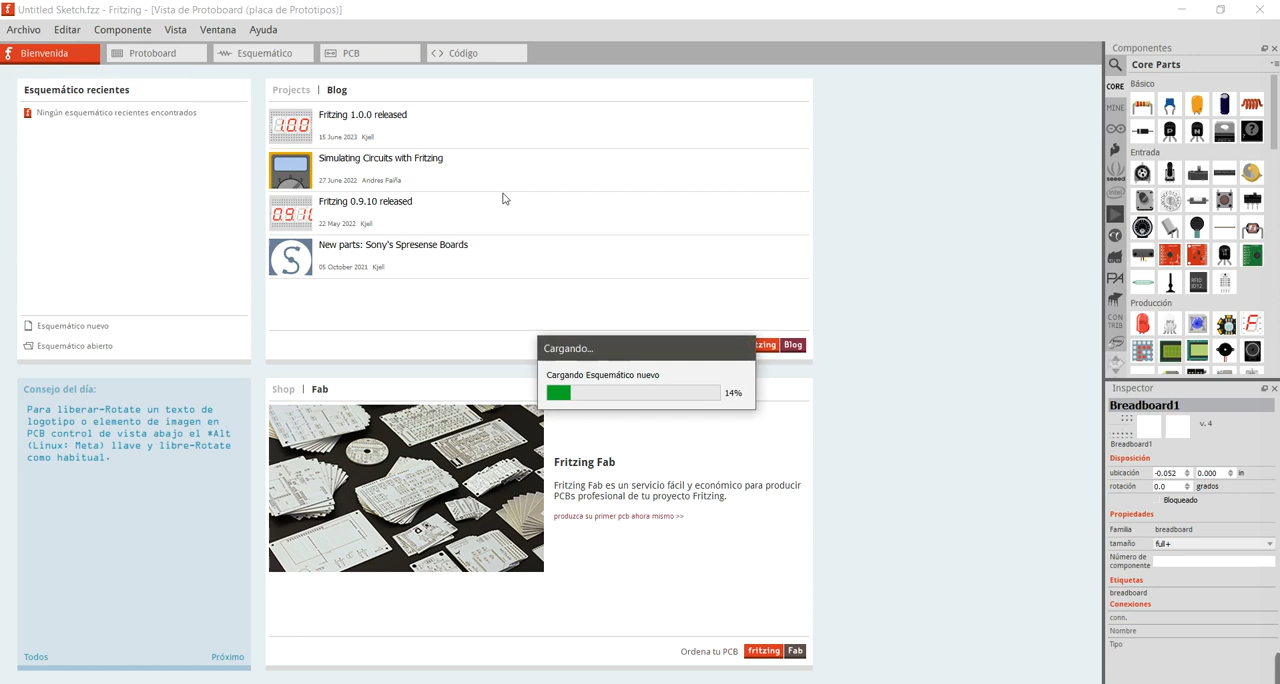 Untitled Sketch.fzz - Fritzing - [Vista de Protoboard (placa de Prototipos)]
Archivo Editar Componente Vista Ventana Ayuda
BIenvenida Protoboard Esquemático PCB Código
Esquemático recientes
Ningún esquemático recientes encontrados
Esquemático nuevo
Esquemático abierto
Projects | Blog
Fritzing 1.0.0 released
15 June 2023 Kjell
Simulating Circuits with Fritzing
27 June 2022 Andres Faiña
Fritzing 0.9.10 released
22 May 2022 Kjell
New parts: Sony's Spresense Boards
05 October 2021 Kjell
tzing Blog
Cargando...
Cargando Esquemático nuevo
14%
Consejo del día:
Para liberar-Rotate un texto de
logotipo o elemento de imagen en
PCB control de vista abajo el *Alt
(Linux: Meta) llave y libre-Rotate
como habitual.
Todos Próximo
Shop | Fab
Fritzing Fab
Fritzing Fab es un servicio fácil y económico para producir
PCBs profesional de tu proyecto Fritzing.
produzca su primer pcb ahora mismo >>
Ordena tu PCB fritzing Fab
Componentes
Core Parts
CORE
MINE
seeed
intel
PA
CON
TRIB
Básico
Entrada
Producción
Inspector
Breadboard1
v. 4
Breadboard1
Disposición
ubicación -0.052 0.000 in
rotación 0.0 grados
Bloqueado
Propiedades
Familia breadboard
tamaño full+
Número de
componente
Etiquetas
breadboard
Conexiones
conn.
Nombre
Tipo